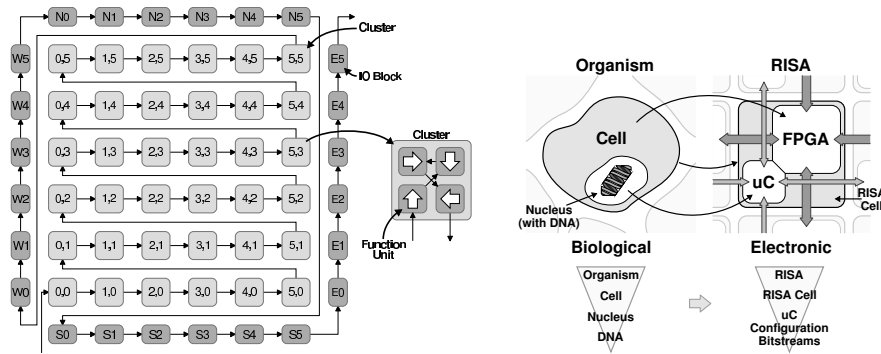 N0 N1 N2 N3 N4 N5
Cluster
W5 0,5 1,5 2,5 3,5 4,5 5,5 E5
I/O Block
W4 0,4 1,4 2,4 3,4 4,4 5,4 E4
W3 0,3 1,3 2,3 3,3 4,3 5,3 E3
W2 0,2 1,2 2,2 3,2 4,2 5,2 E2
W1 0,1 1,1 2,1 3,1 4,1 5,1 E1
W0 0,0 1,0 2,0 3,0 4,0 5,0 E0
S0 S1 S2 S3 S4 S5
Cluster
Function
Unit
Organism
Cell
Nucleus
(with DNA)
RISA
FPGA
uC
RISA
Cell
Biological
Organism
Cell
Nucleus
DNA
Electronic
RISA
RISA Cell
uC
Configuration
Bitstreams